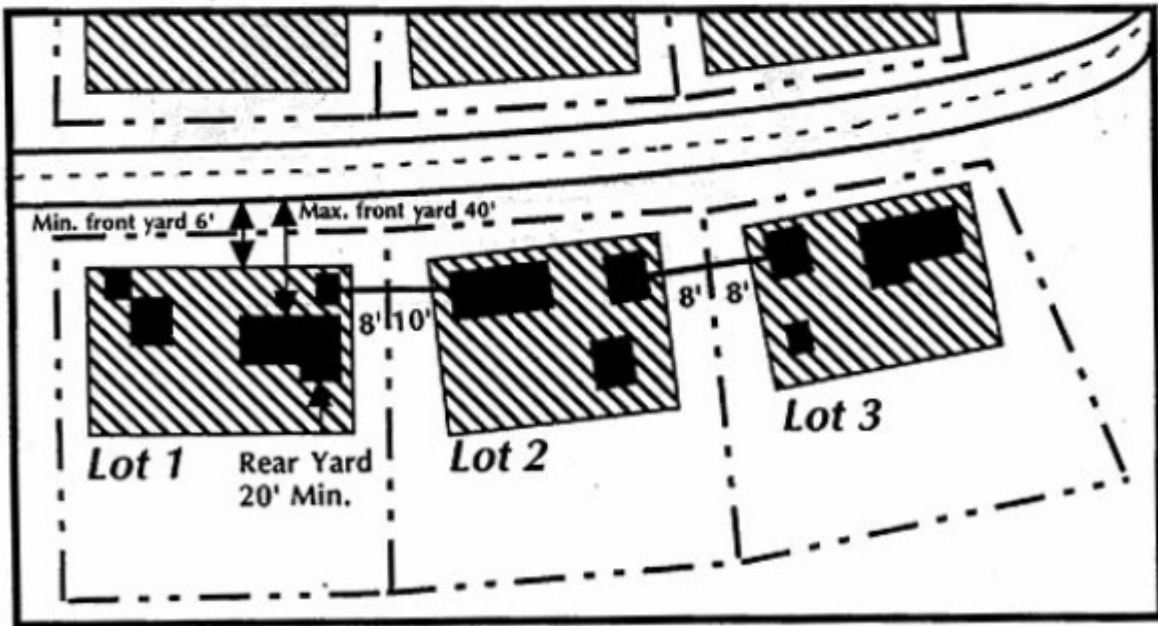 Min. front yard 6'
Max. front yard 40'
8' 10'
8' 8'
Lot 1
Lot 2
Lot 3
Rear Yard
20' Min.